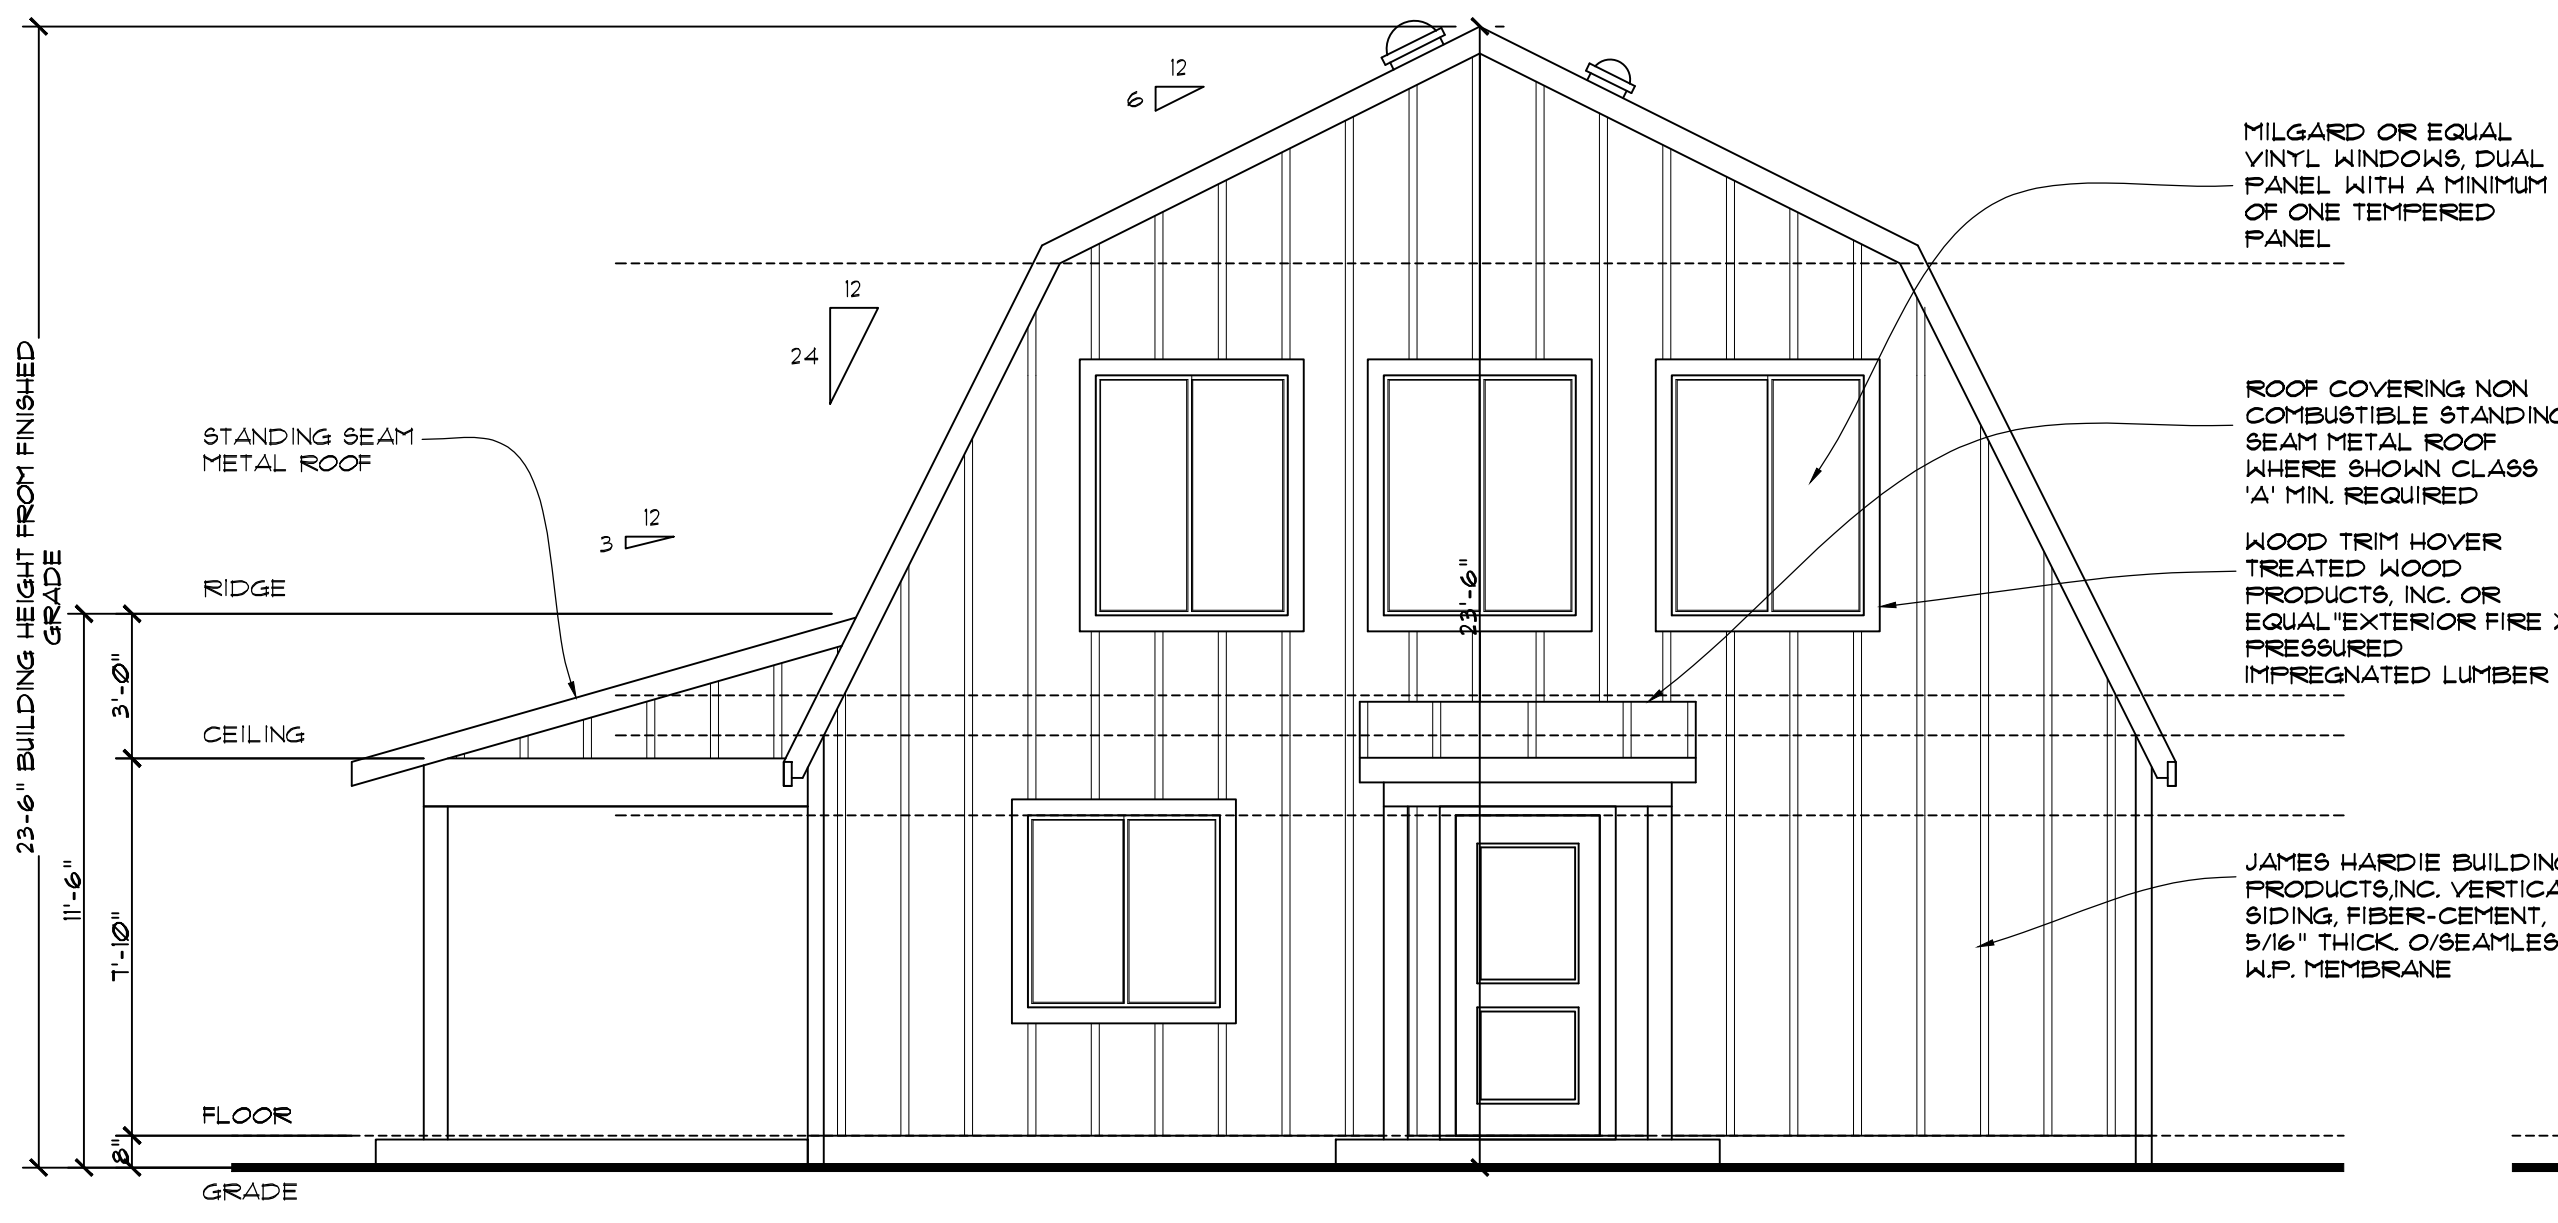 12
6
12
24
STANDING SEAM
METAL ROOF
12
3
RIDGE
CEILING
FLOOR
GRADE
23-6" BUILDING HEIGHT FROM FINISHED
GRADE
11'-6"
3'-0"
7'-10"
8"
23'-6"
MILGARD OR EQUAL
VINYL WINDOWS, DUAL
PANEL WITH A MINIMUM
OF ONE TEMPERED
PANEL
ROOF COVERING NON
COMBUSTIBLE STANDING
SEAM METAL ROOF
WHERE SHOWN CLASS
'A' MIN. REQUIRED
WOOD TRIM HOVER
TREATED WOOD
PRODUCTS, INC. OR
EQUAL "EXTERIOR FIRE
PRESSURED
IMPREGNATED LUMBER
JAMES HARDIE BUILDING
PRODUCTS,INC. VERTICA
SIDING, FIBER-CEMENT,
5/16" THICK. O/SEAMLES
W.P. MEMBRANE